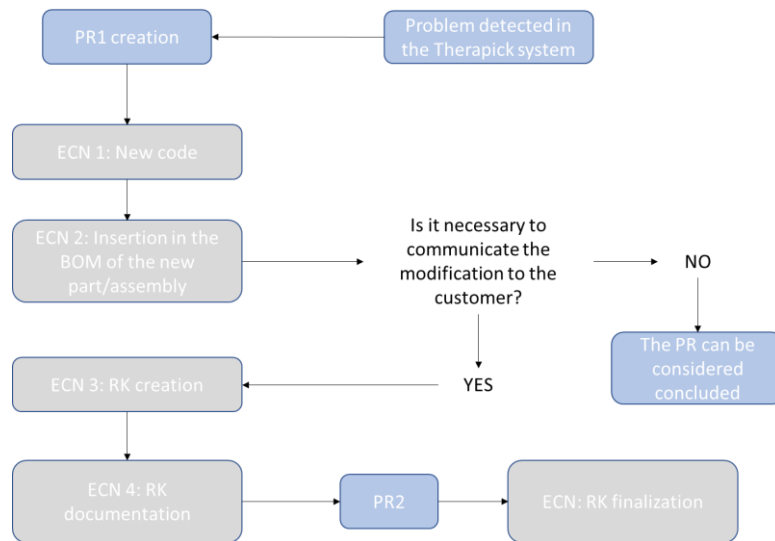 PR1 creation
Problem detected in
the Therapick system
ECN 1: New code
ECN 2: Insertion in the
BOM of the new
part/assembly
Is it necessary to
communicate the
modification to the
customer?
NO
The PR can be
considered
concluded
YES
ECN 3: RK creation
ECN 4: RK
documentation
PR2
ECN: RK finalization